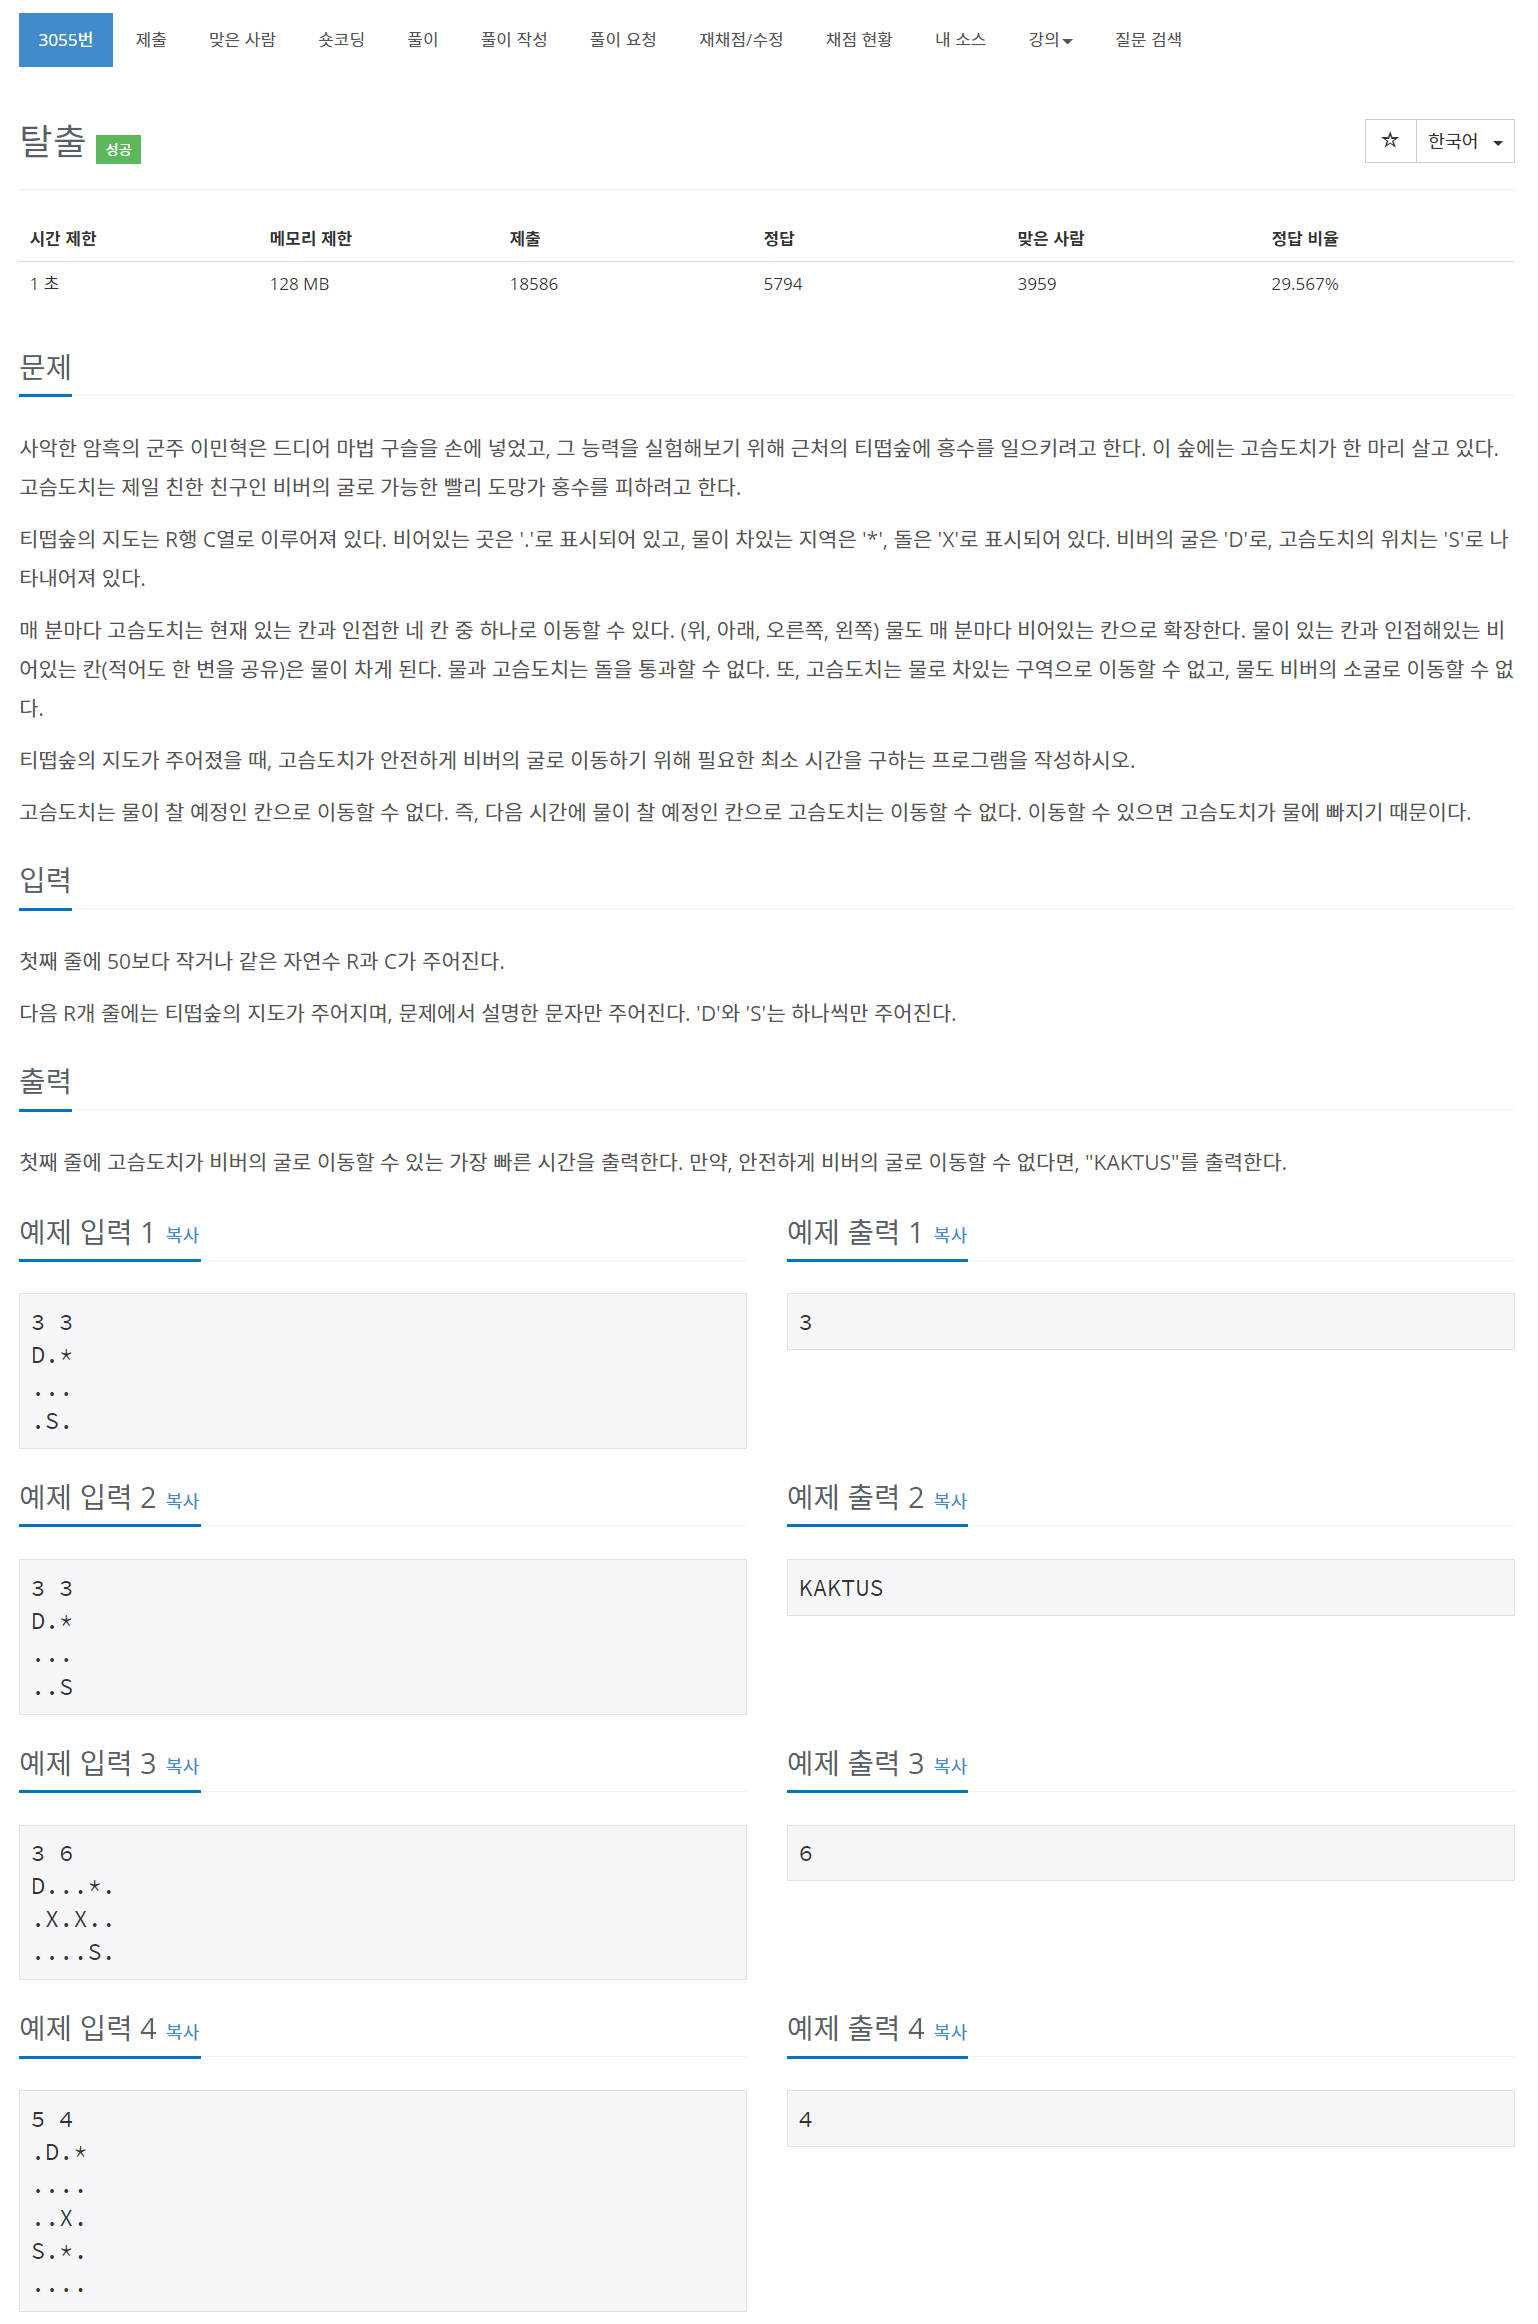 3055번 제출 맞은 사람 숏코딩 풀이 풀이 작성 풀이 요청 재채점/수정 채점 현황 내 소스 강의 질문 검색
탈출 성공 ☆ 한국어
시간 제한 메모리 제한 제출 정답 맞은 사람 정답 비율
1 초 128 MB 18586 5794 3959 29.567%
문제
사악한 암흑의 군주 이민혁은 드디어 마법 구슬을 손에 넣었고, 그 능력을 실험해보기 위해 근처의 티떱숲에 홍수를 일으키려고 한다. 이 숲에는 고슴도치가 한 마리 살고 있다.
고슴도치는 제일 친한 친구인 비버의 굴로 가능한 빨리 도망가 홍수를 피하려고 한다.
티떱숲의 지도는 R행 C열로 이루어져 있다. 비어있는 곳은 '.'로 표시되어 있고, 물이 차있는 지역은 '*', 돌은 'X'로 표시되어 있다. 비버의 굴은 'D'로, 고슴도치의 위치는 'S'로 나
타내어져 있다.
매 분마다 고슴도치는 현재 있는 칸과 인접한 네 칸 중 하나로 이동할 수 있다. (위, 아래, 오른쪽, 왼쪽) 물도 매 분마다 비어있는 칸으로 확장한다. 물이 있는 칸과 인접해있는 비
어있는 칸(적어도 한 변을 공유)은 물이 차게 된다. 물과 고슴도치는 돌을 통과할 수 없다. 또, 고슴도치는 물로 차있는 구역으로 이동할 수 없고, 물도 비버의 소굴로 이동할 수 없
다.
티떱숲의 지도가 주어졌을 때, 고슴도치가 안전하게 비버의 굴로 이동하기 위해 필요한 최소 시간을 구하는 프로그램을 작성하시오.
고슴도치는 물이 찰 예정인 칸으로 이동할 수 없다. 즉, 다음 시간에 물이 찰 예정인 칸으로 고슴도치는 이동할 수 없다. 이동할 수 있으면 고슴도치가 물에 빠지기 때문이다.
입력
첫째 줄에 50보다 작거나 같은 자연수 R과 C가 주어진다.
다음 R개 줄에는 티떱숲의 지도가 주어지며, 문제에서 설명한 문자만 주어진다. 'D'와 'S'는 하나씩만 주어진다.
출력
첫째 줄에 고슴도치가 비버의 굴로 이동할 수 있는 가장 빠른 시간을 출력한다. 만약, 안전하게 비버의 굴로 이동할 수 없다면, "KAKTUS"를 출력한다.
예제 입력 1 복사
3 3
D.*
...
.S.
예제 출력 1 복사
3
예제 입력 2 복사
3 3
D.*
...
..S
예제 출력 2 복사
KAKTUS
예제 입력 3 복사
3 6
D...*.
.X.X..
....S.
예제 출력 3 복사
6
예제 입력 4 복사
5 4
.D.*
....
..X.
S.*.
....
예제 출력 4 복사
4